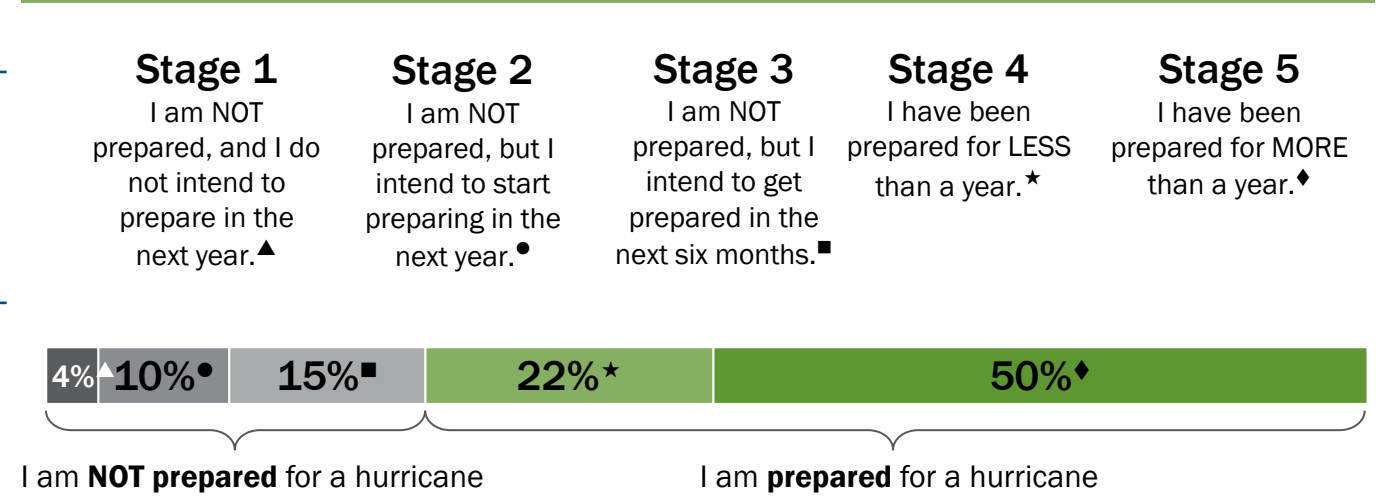 Stage 1
I am NOT
prepared, and I do
not intend to
prepare in the
next year.▲
Stage 2
I am NOT
prepared, but I
intend to start
preparing in the
next year.●
Stage 3
I am NOT
prepared, but I
intend to get
prepared in the
next six months.■
Stage 4
I have been
prepared for LESS
than a year.★
Stage 5
I have been
prepared for MORE
than a year.♦
4%▲ 10%● 15%■ 22%★ 50%♦
I am NOT prepared for a hurricane
I am prepared for a hurricane